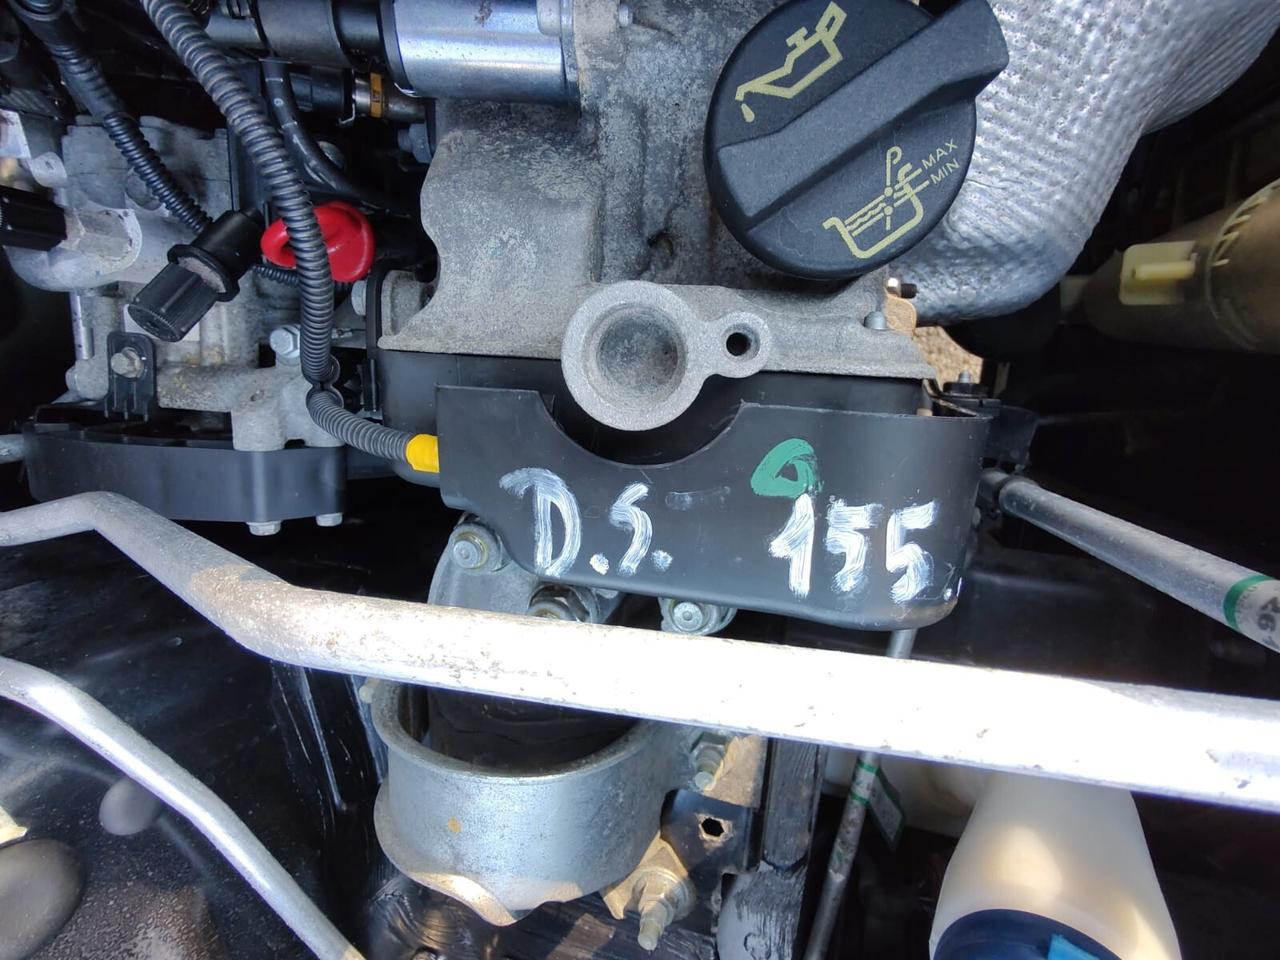 MAX
MIN
D.S. - 155.